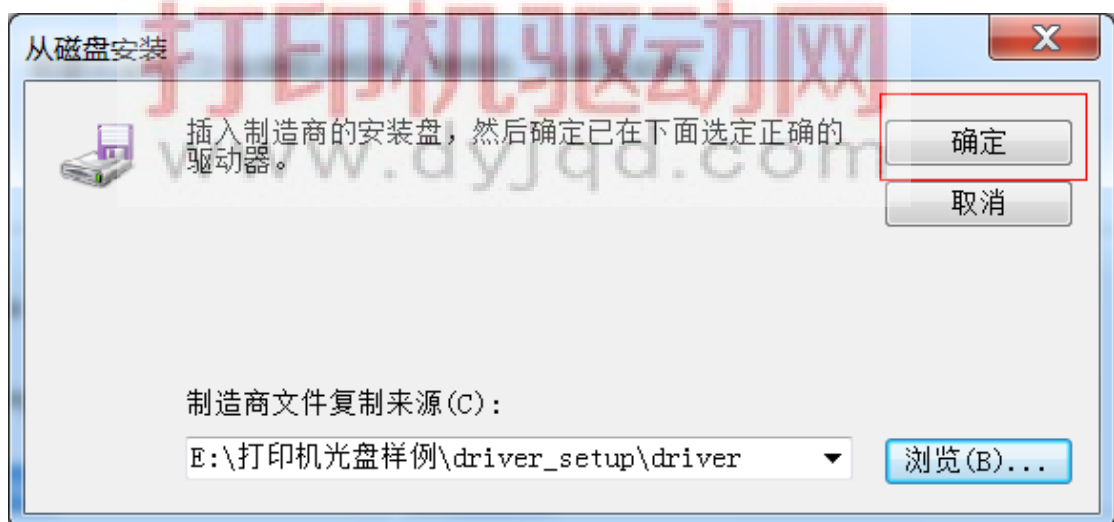 从磁盘安装
打印机驱动网
www.dyjqd.com
插入制造商的安装盘，然后确定已在下面选定正确的
驱动器。
确定
取消
制造商文件复制来源(C):
E:\打印机光盘样例\driver_setup\driver
浏览(B)...